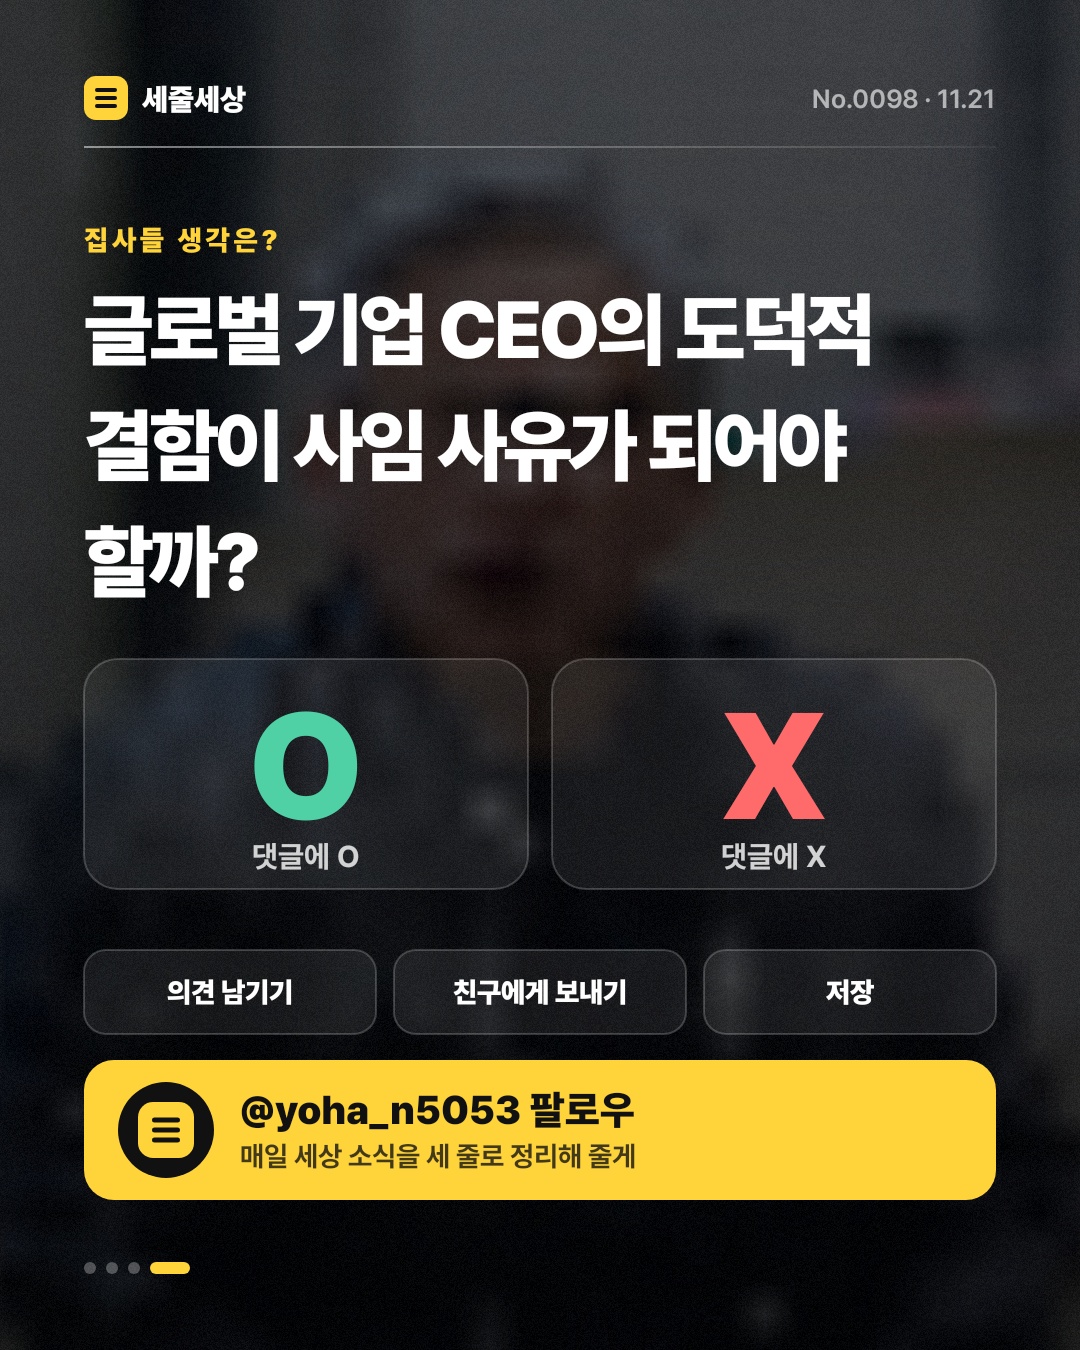 세줄세상
No.0098 · 11.21
집사들 생각은?
글로벌 기업 CEO의 도덕적
결함이 사임 사유가 되어야
할까?
O
X
댓글에 O
댓글에 X
의견 남기기
친구에게 보내기
저장
@yoha_n5053 팔로우
매일 세상 소식을 세 줄로 정리해 줄게